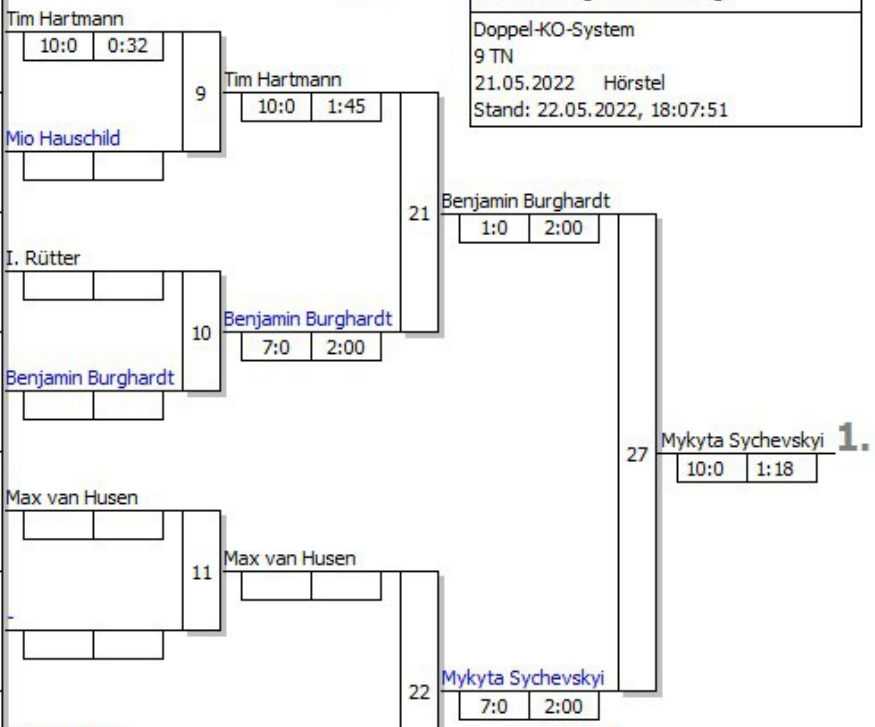 Tim Hartmann
10:0 0:32
9
Mio Hauschild
Tim Hartmann
10:0 1:45
I. Rütter
10
Benjamin Burghardt
Benjamin Burghardt
7:0 2:00
21
Benjamin Burghardt
1:0 2:00
Max van Husen
11
-
Max van Husen
22
Mykyta Sychevskyi
7:0 2:00
27
Mykyta Sychevskyi 1.
10:0 1:18
Doppel-KO-System
9 TN
21.05.2022 Hörstel
Stand: 22.05.2022, 18:07:51